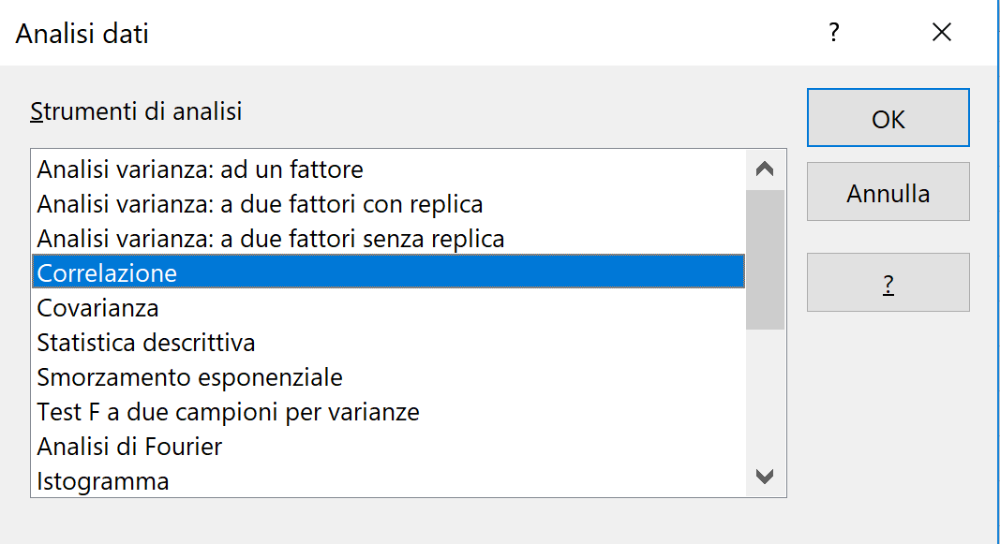 Analisi dati
?
Strumenti di analisi
OK
Analisi varianza: ad un fattore
Analisi varianza: a due fattori con replica
Annulla
Analisi varianza: a due fattori senza replica
Correlazione
?
Covarianza
Statistica descrittiva
Smorzamento esponenziale
Test F a due campioni per varianze
Analisi di Fourier
Istogramma